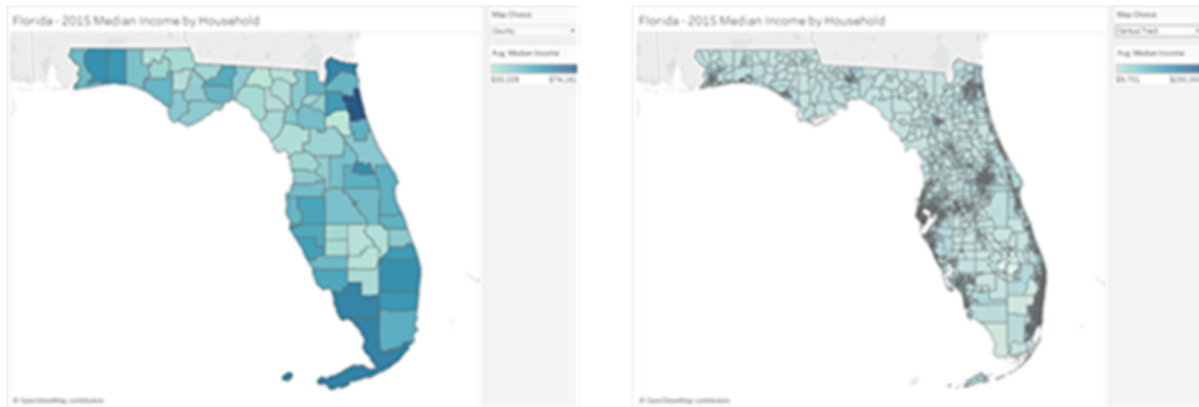 Florida - 2015 Median Income by Household
Map Choice
County
Avg. Median Income
© OpenStreetMap contributors
Florida - 2015 Median Income by Household
Map Choice
Census Tract
Avg. Median Income
© OpenStreetMap contributors